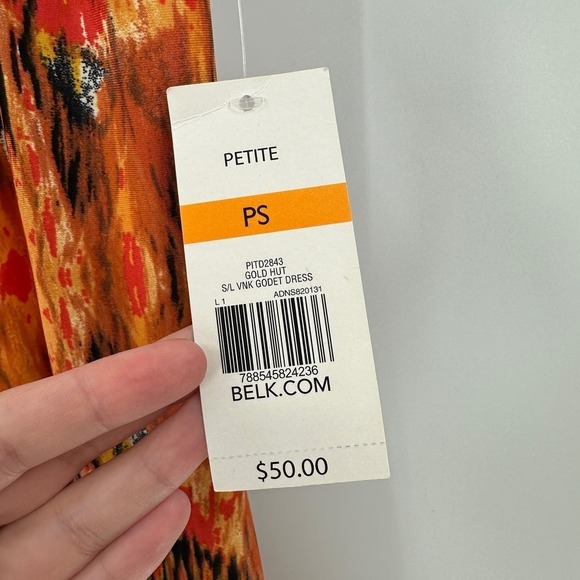 PETITE
PS
PITD2843
GOLD HUT
S/L VNK GODET DRESS
L 1 ADNS820131
788545824236
BELK.COM
$50.00